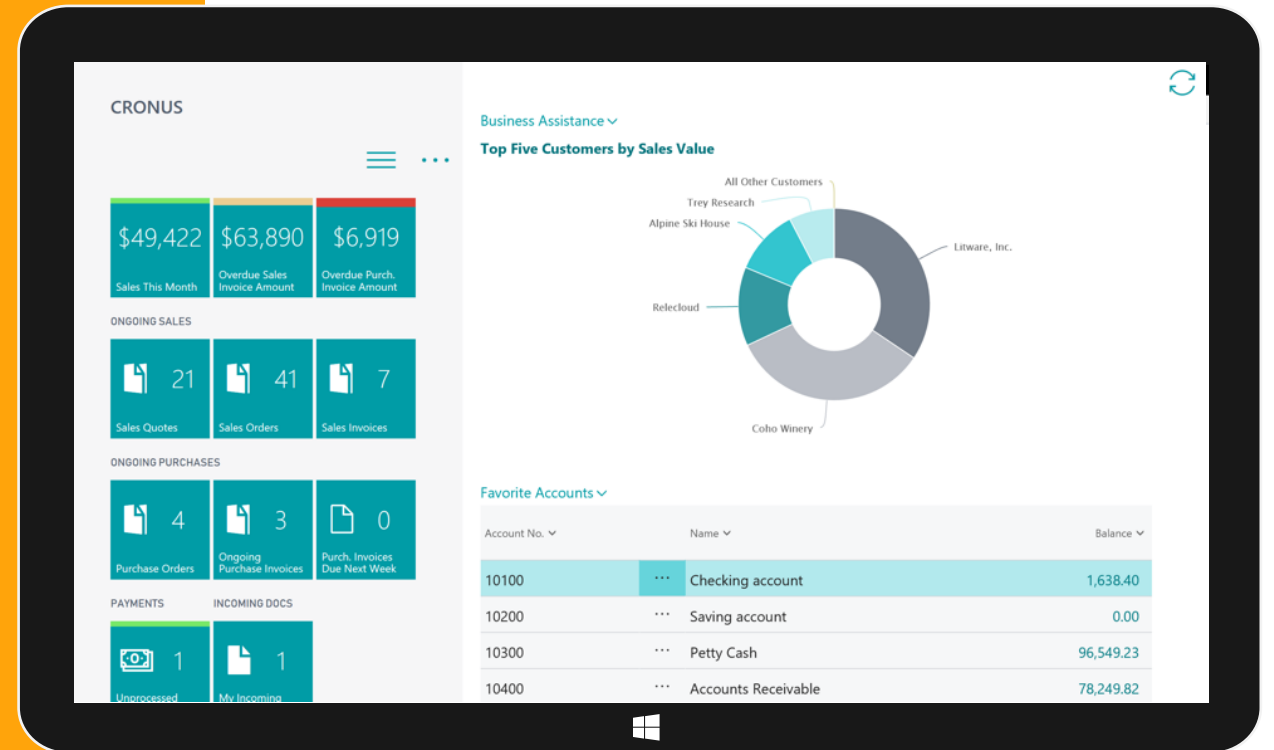 CRONUS
$49,422
Sales This Month
$63,890
Overdue Sales
Invoice Amount
$6,919
Overdue Purch.
Invoice Amount
ONGOING SALES
21
Sales Quotes
41
Sales Orders
7
Sales Invoices
ONGOING PURCHASES
4
Purchase Orders
3
Ongoing
Purchase Invoices
0
Purch. Invoices
Due Next Week
PAYMENTS
INCOMING DOCS
1
Unprocessed
1
My Incoming
Business Assistance
Top Five Customers by Sales Value
All Other Customers
Trey Research
Alpine Ski House
Litware, Inc.
Relecloud
Coho Winery
Favorite Accounts
Account No. Name Balance
10100 ... Checking account 1,638.40
10200 ... Saving account 0.00
10300 ... Petty Cash 96,549.23
10400 ... Accounts Receivable 78,249.82